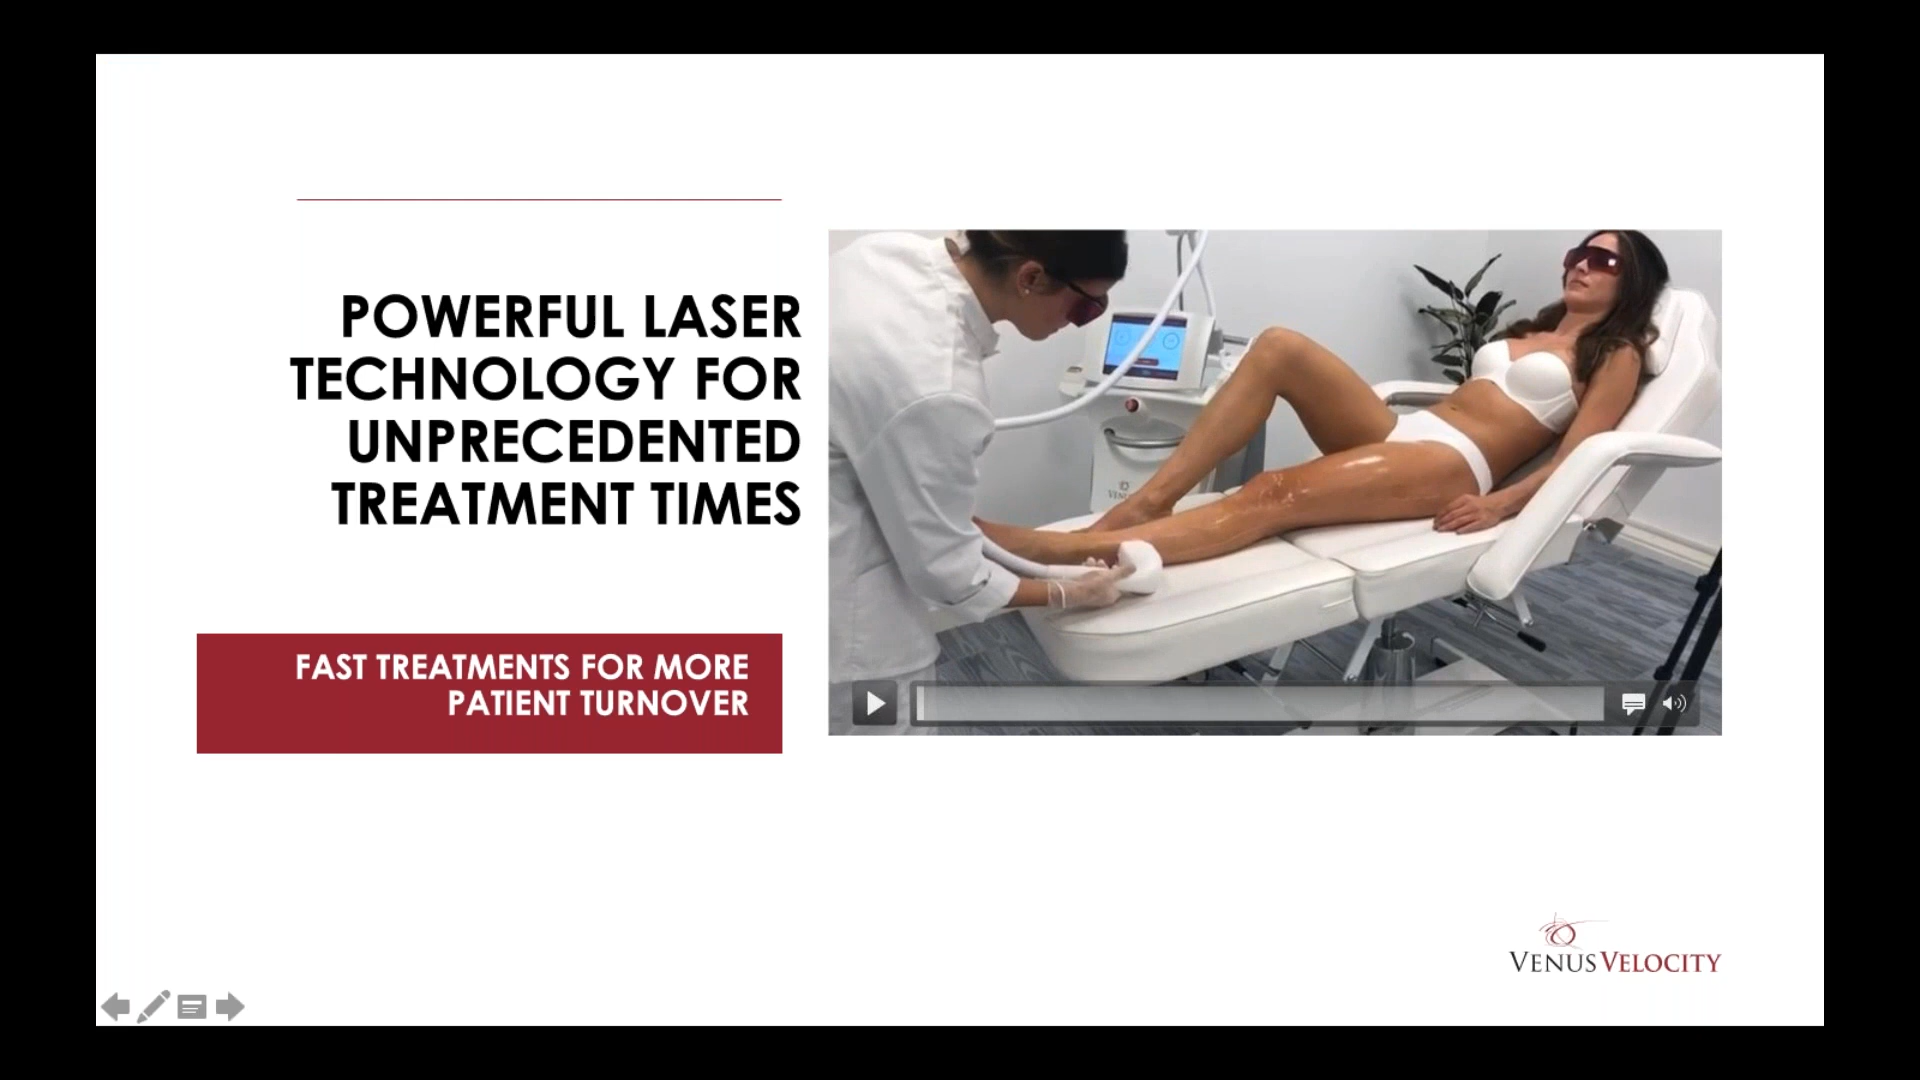 POWERFUL LASER
TECHNOLOGY FOR
UNPRECEDENTED
TREATMENT TIMES
FAST TREATMENTS FOR MORE
PATIENT TURNOVER
VENUS VELOCITY